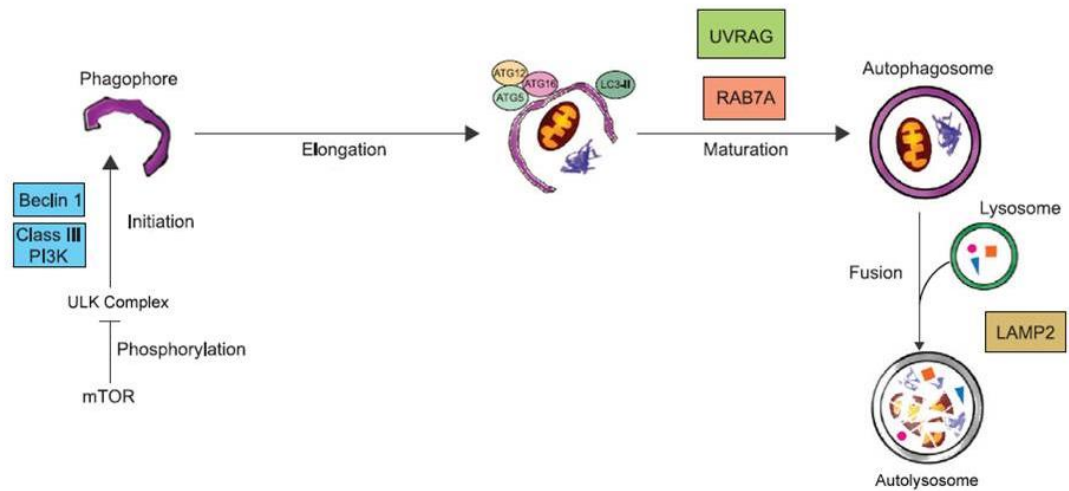 Phagophore
Beclin 1
Class III
PI3K
Initiation
ULK Complex
Phosphorylation
mTOR
Elongation
ATG12
ATG16
ATG5
LC3-II
UVRAG
RAB7A
Maturation
Autophagosome
Lysosome
Fusion
LAMP2
Autolysosome